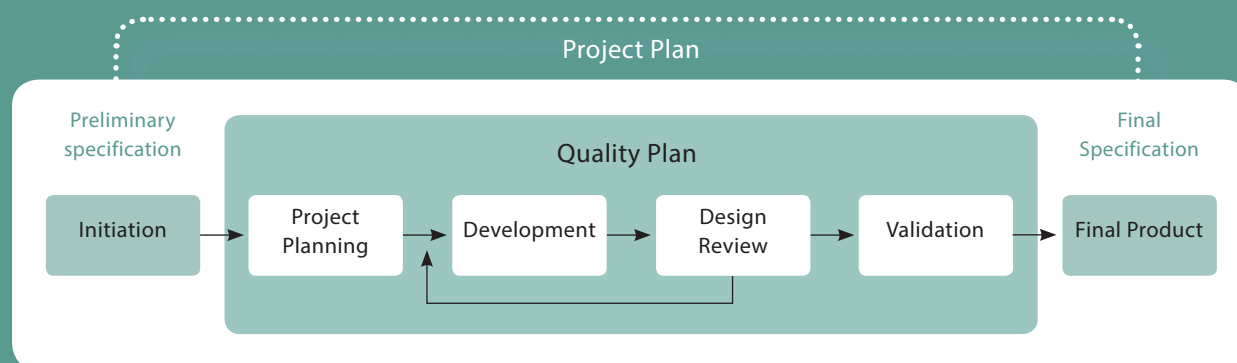 Project Plan
Preliminary
specification
Final
Specification
Quality Plan
Initiation
Project
Planning
Development
Design
Review
Validation
Final Product